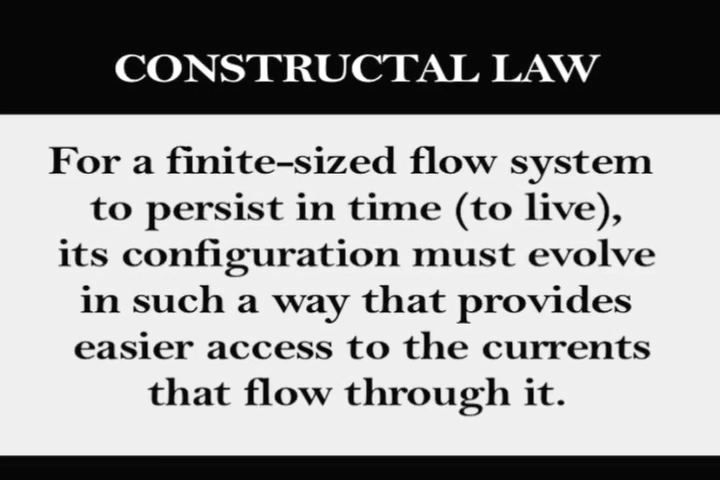 CONSTRUCTAL LAW
For a finite-sized flow system
to persist in time (to live),
its configuration must evolve
in such a way that provides
easier access to the currents
that flow through it.